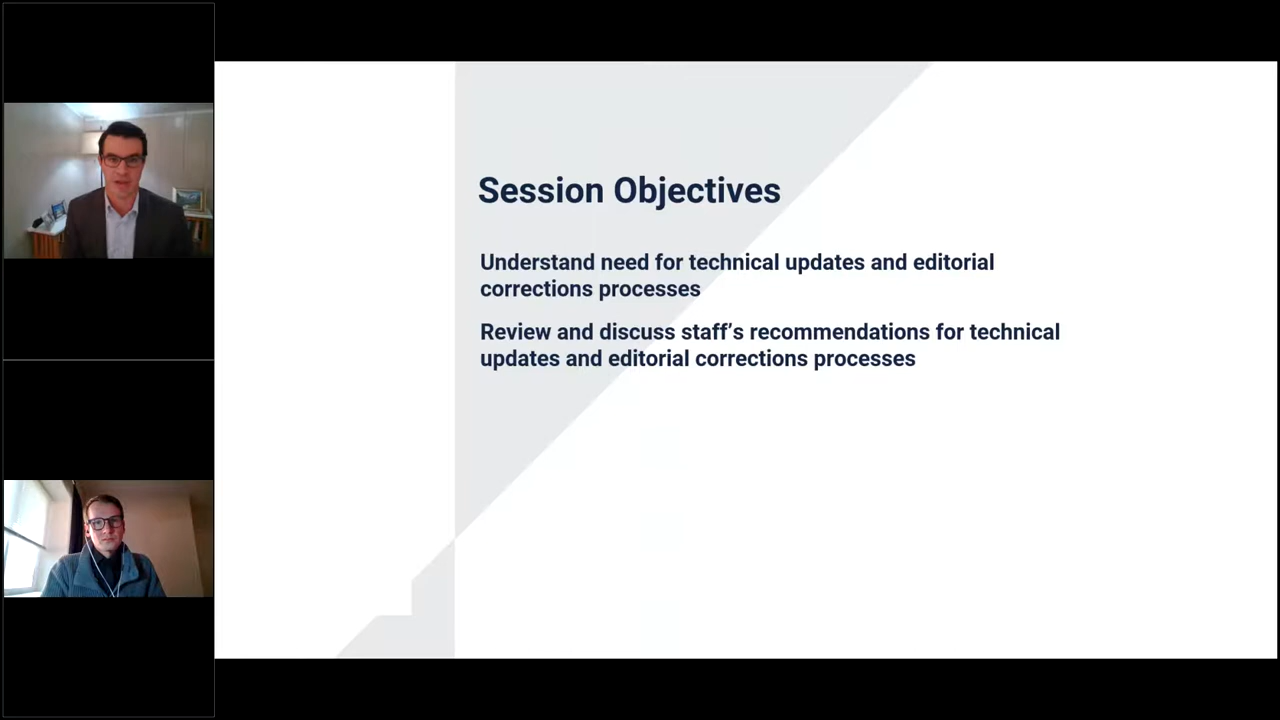 Session Objectives
Understand need for technical updates and editorial
corrections processes
Review and discuss staff’s recommendations for technical
updates and editorial corrections processes